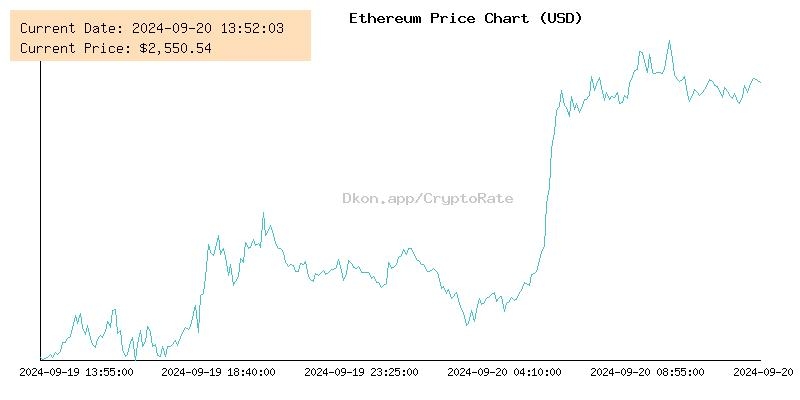 Ethereum Price Chart (USD)
Current Date: 2024-09-20 13:52:03
Current Price: $2,550.54
Dkon.app/CryptoRate
2024-09-19 13:55:00
2024-09-19 18:40:00
2024-09-19 23:25:00
2024-09-20 04:10:00
2024-09-20 08:55:00
2024-09-20